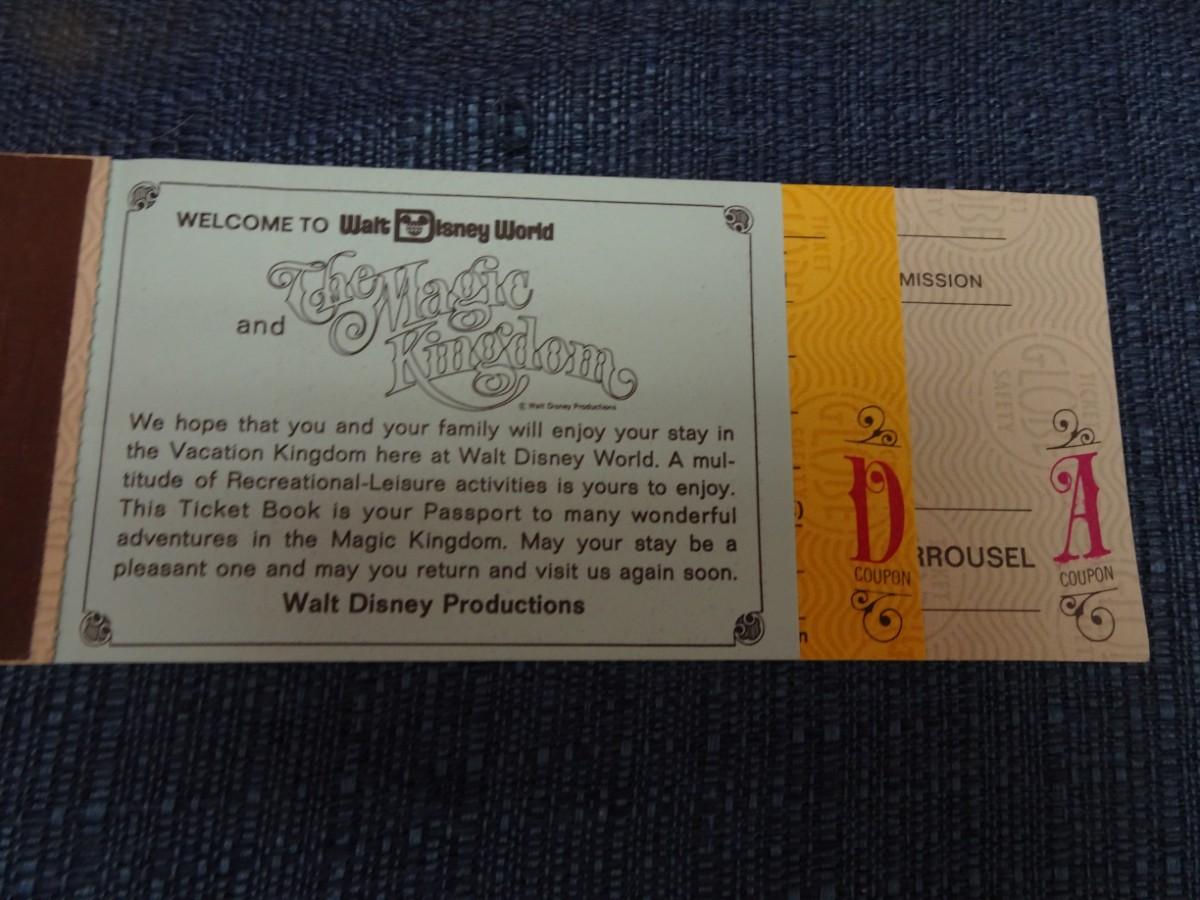 WELCOME TO Walt Disney World
and The Magic Kingdom
© Walt Disney Productions
We hope that you and your family will enjoy your stay in
the Vacation Kingdom here at Walt Disney World. A mul-
titude of Recreational-Leisure activities is yours to enjoy.
This Ticket Book is your Passport to many wonderful
adventures in the Magic Kingdom. May your stay be a
pleasant one and may you return and visit us again soon.
Walt Disney Productions
D
COUPON
MISSION
GLOBE
SAFETY
TICKET
RROUSEL
A
COUPON